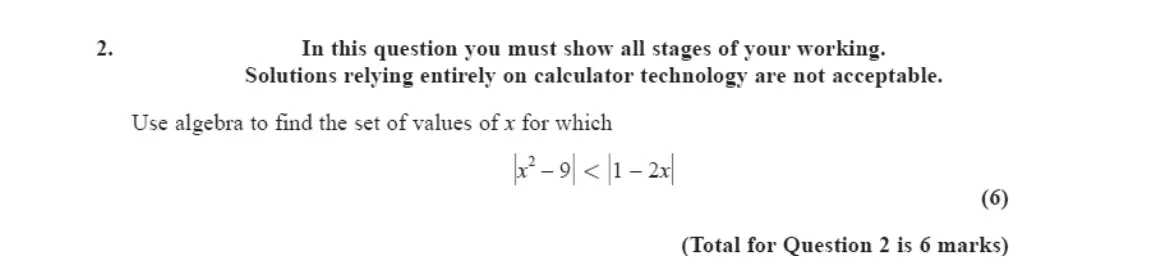 2. In this question you must show all stages of your working.
Solutions relying entirely on calculator technology are not acceptable.
Use algebra to find the set of values of x for which
|x² – 9| < |1 – 2x|
(6)
(Total for Question 2 is 6 marks)